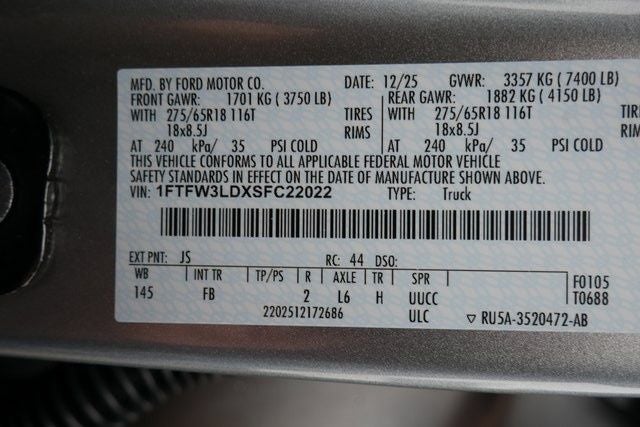 MFD. BY FORD MOTOR CO. DATE: 12/25 GVWR: 3357 KG ( 7400 LB)
FRONT GAWR: 1701 KG ( 3750 LB) REAR GAWR: 1882 KG ( 4150 LB)
WITH 275/65R18 116T TIRES WITH 275/65R18 116T TIRE
18x8.5J RIMS 18x8.5J RIM
AT 240 kPa/ 35 PSI COLD AT 240 kPa/ 35 PSI COL
THIS VEHICLE CONFORMS TO ALL APPLICABLE FEDERAL MOTOR VEHICLE
SAFETY STANDARDS IN EFFECT ON THE DATE OF MANUFACTURE SHOWN ABOVE.
VIN: 1FTFW3LDXSFC22022 TYPE: Truck
EXT PNT: JS RC: 44 DSO:
WB INT TR TP/PS R AXLE TR SPR F0105
145 FB 2 L6 H UUCC T0688
2202512172686 ULC ▽ RU5A-3520472-AB